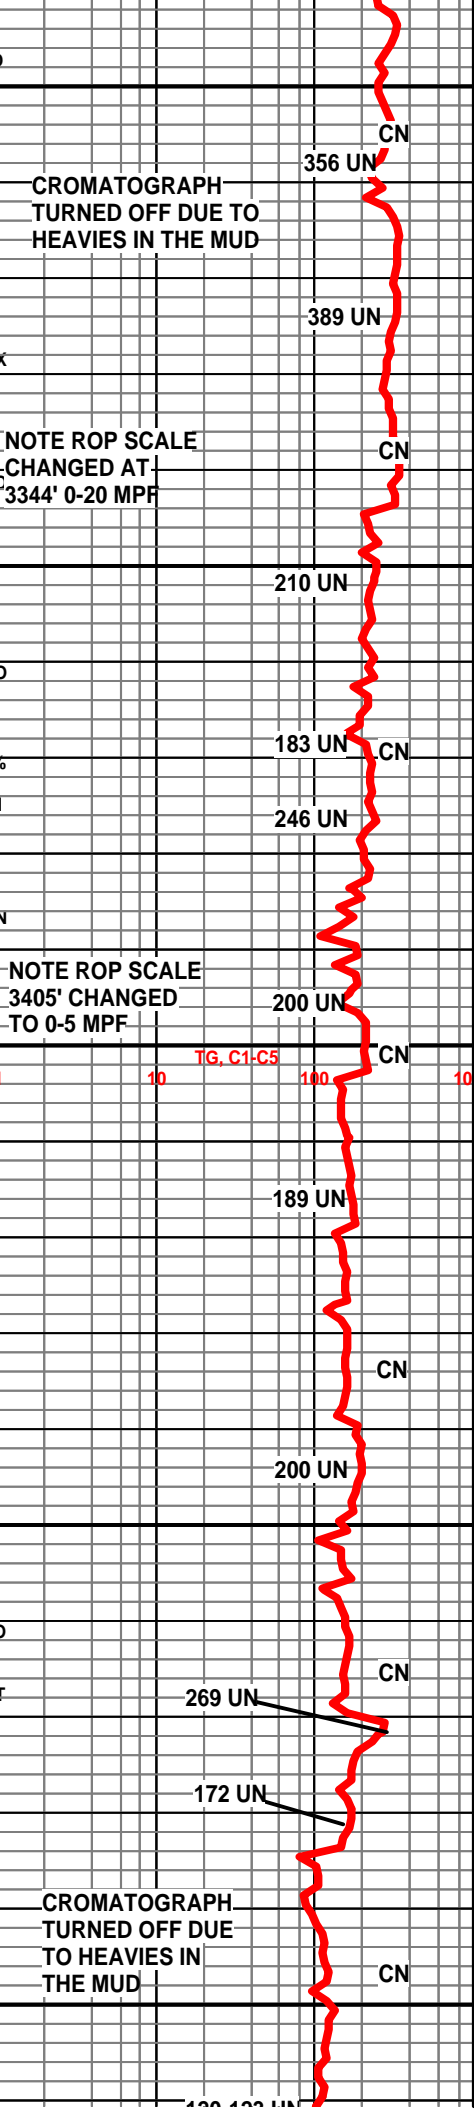 CN
356 UN
CROMATOGRAPH
TURNED OFF DUE TO
HEAVIES IN THE MUD
389 UN
NOTE ROP SCALE
CHANGED AT
3344' 0-20 MPF
CN
210 UN
183 UN
CN
246 UN
NOTE ROP SCALE
3405' CHANGED
TO 0-5 MPF
200 UN
CN
TG, C1-C5
10
100
189 UN
CN
200 UN
CN
269 UN
172 UN
CROMATOGRAPH
TURNED OFF DUE
TO HEAVIES IN
THE MUD
CN